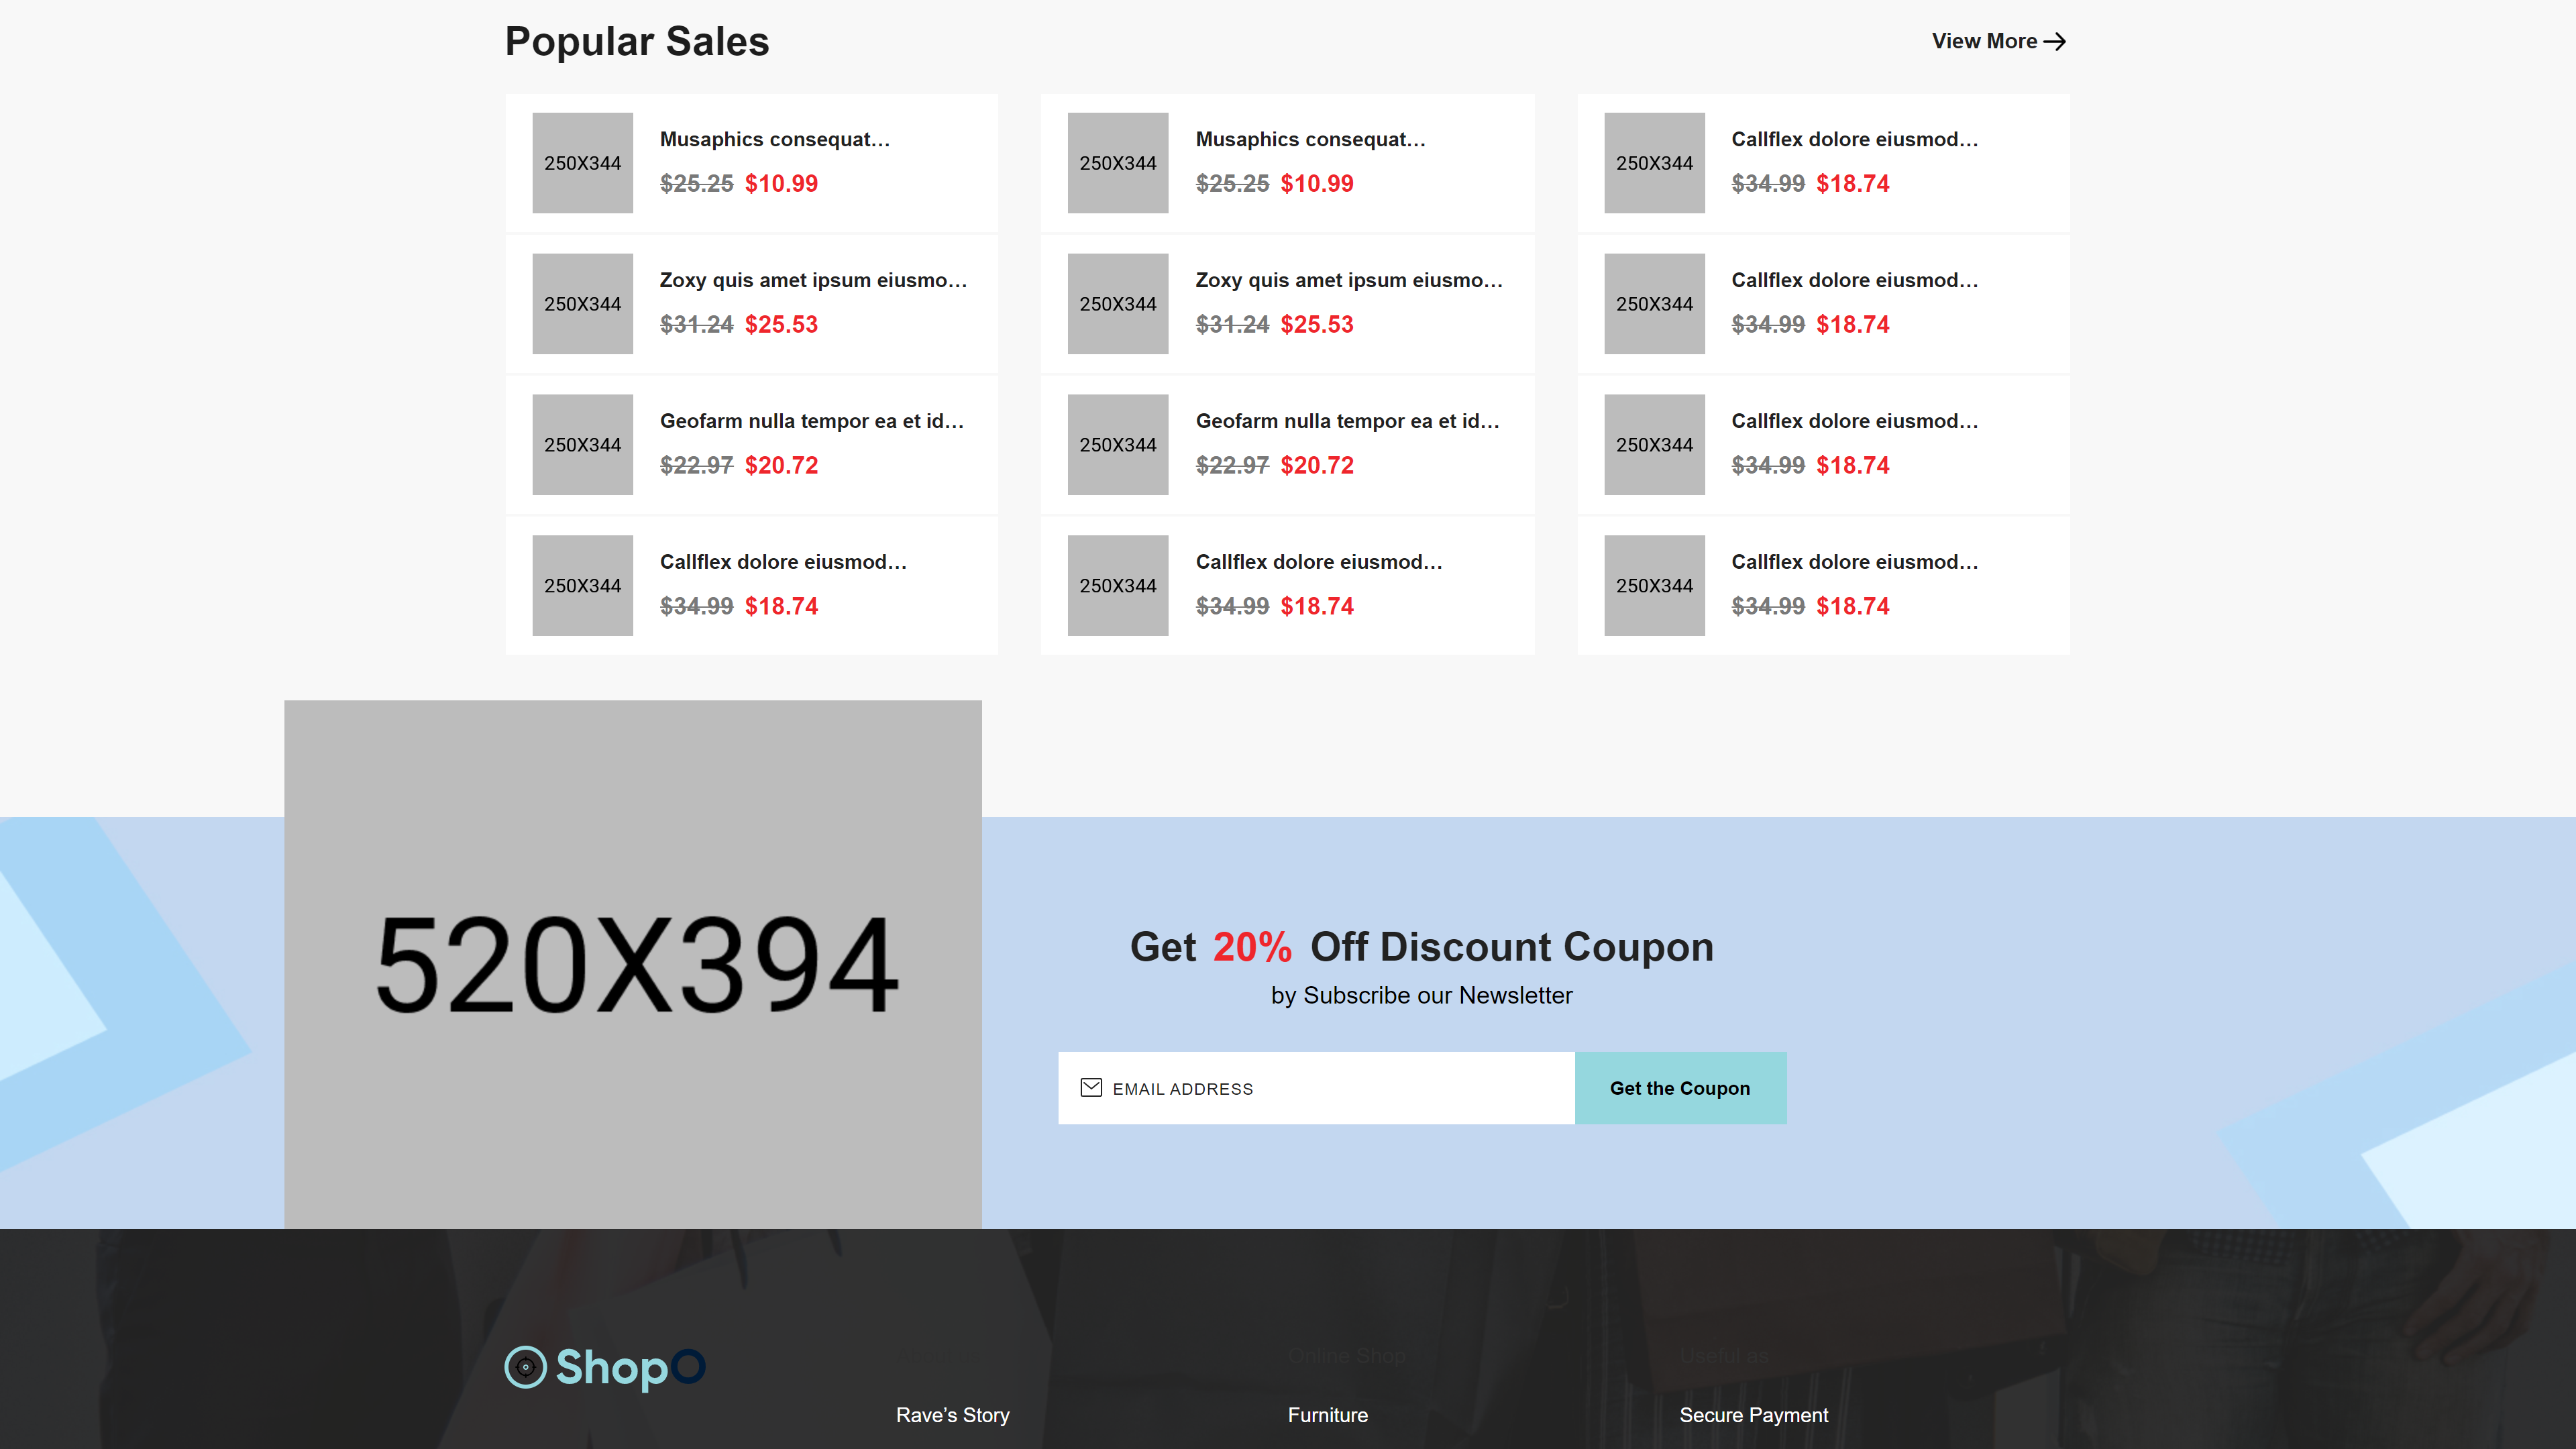 Popular Sales
View More
250X344
Musaphics consequat...
$25.25 $10.99
250X344
Zoxy quis amet ipsum eiusmo...
$31.24 $25.53
250X344
Geofarm nulla tempor ea et id...
$22.97 $20.72
250X344
Callflex dolore eiusmod...
$34.99 $18.74
250X344
Musaphics consequat...
$25.25 $10.99
250X344
Zoxy quis amet ipsum eiusmo...
$31.24 $25.53
250X344
Geofarm nulla tempor ea et id...
$22.97 $20.72
250X344
Callflex dolore eiusmod...
$34.99 $18.74
250X344
Callflex dolore eiusmod...
$34.99 $18.74
250X344
Callflex dolore eiusmod...
$34.99 $18.74
250X344
Callflex dolore eiusmod...
$34.99 $18.74
250X344
Callflex dolore eiusmod...
$34.99 $18.74
520X394
Get 20% Off Discount Coupon
by Subscribe our Newsletter
EMAIL ADDRESS
Get the Coupon
ShopO
Rave's Story
Online Shop
Furniture
Useful as
Secure Payment